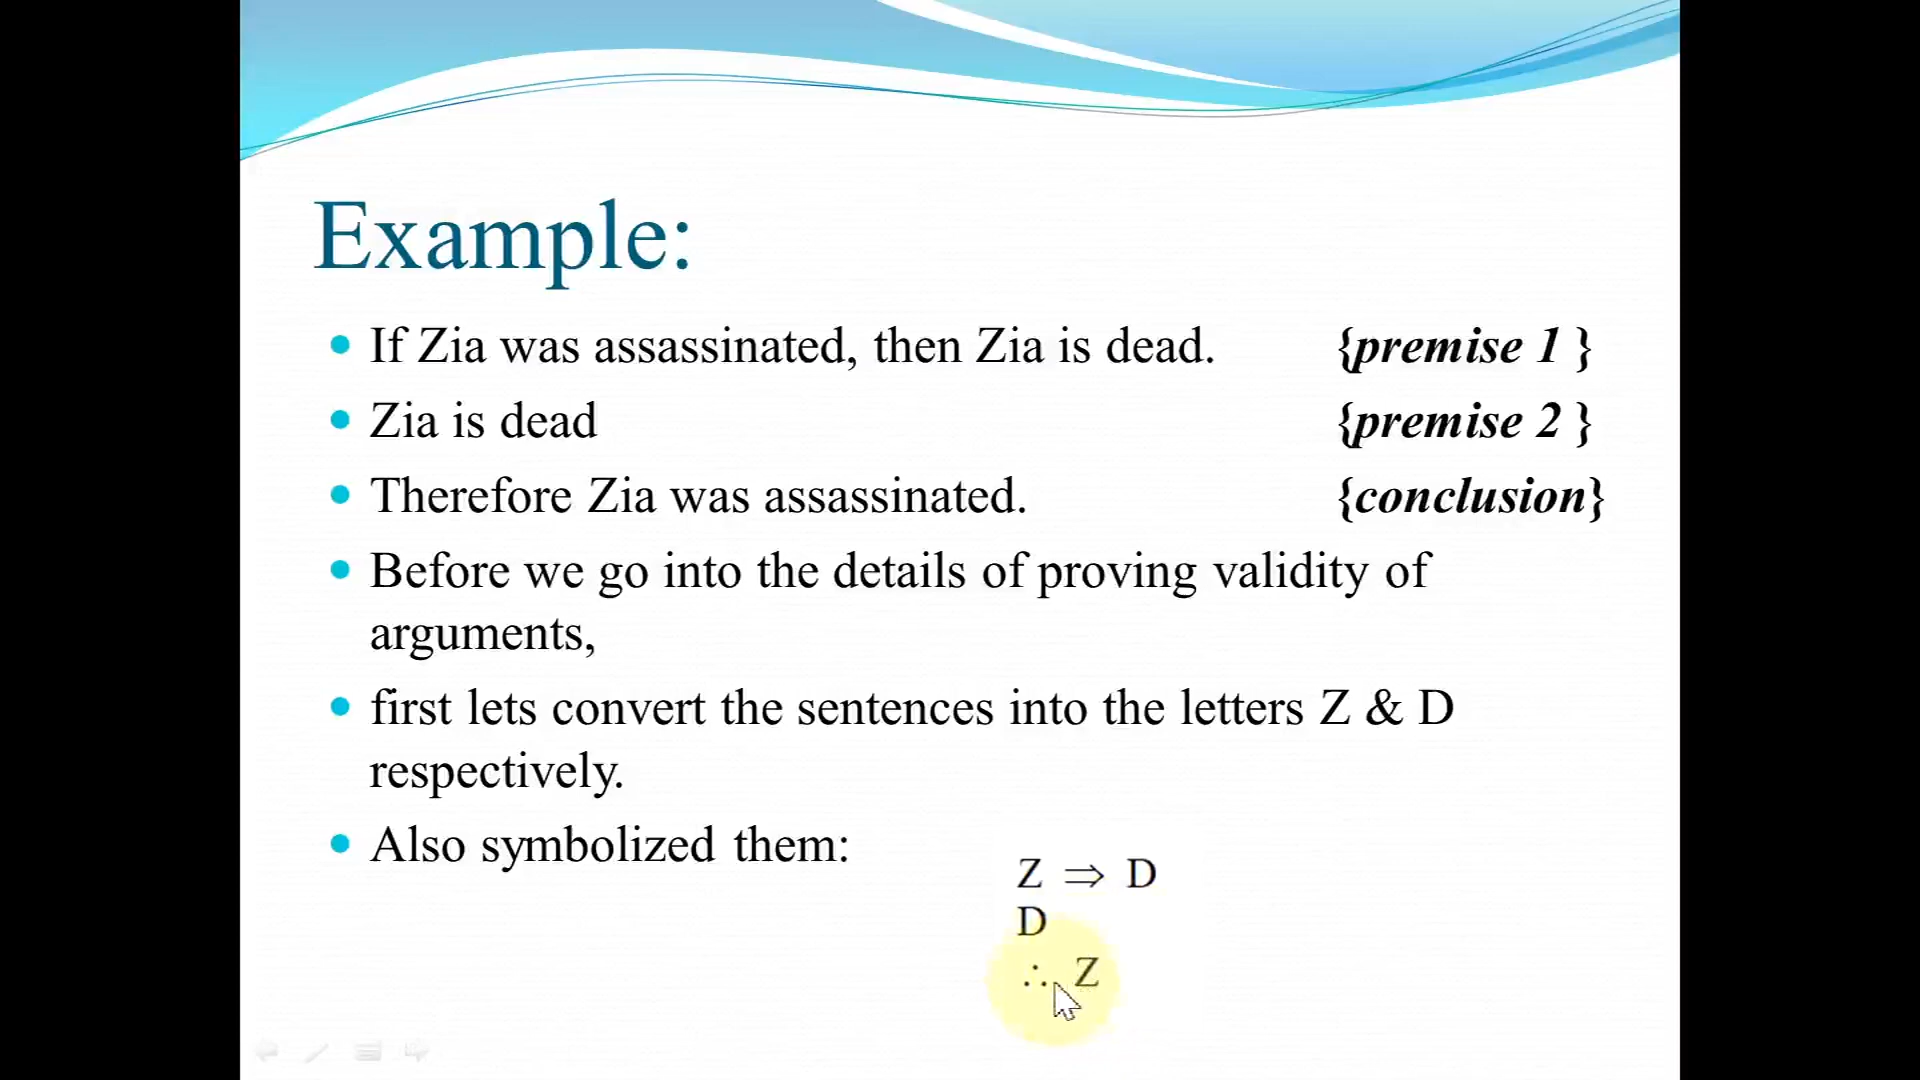 Example:
If Zia was assassinated, then Zia is dead. {premise 1 }
Zia is dead {premise 2 }
Therefore Zia was assassinated. {conclusion}
Before we go into the details of proving validity of
arguments,
first lets convert the sentences into the letters Z & D
respectively.
Also symbolized them:
Z ⇒ D
D
∴ Z